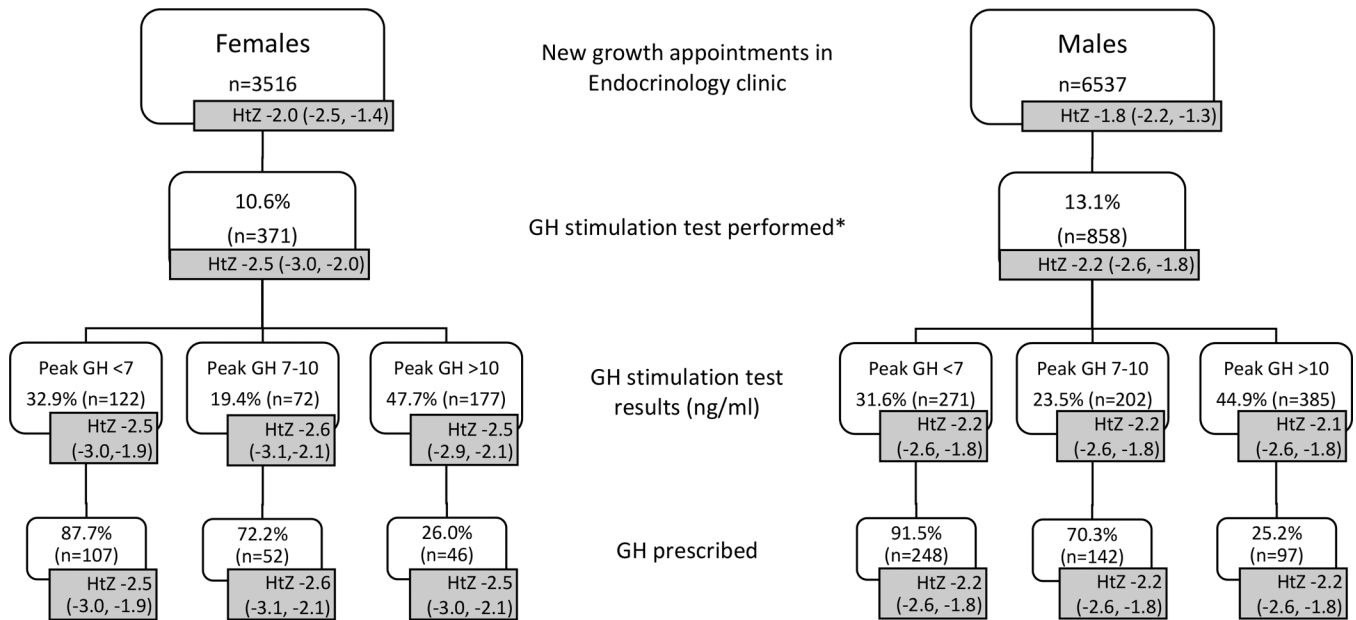 Females
n=3516
HtZ -2.0 (-2.5, -1.4)
New growth appointments in
Endocrinology clinic
Males
n=6537
HtZ -1.8 (-2.2, -1.3)
10.6%
(n=371)
HtZ -2.5 (-3.0, -2.0)
GH stimulation test performed*
13.1%
(n=858)
HtZ -2.2 (-2.6, -1.8)
Peak GH <7
32.9% (n=122)
HtZ -2.5
(-3.0,-1.9)
Peak GH 7-10
19.4% (n=72)
HtZ -2.6
(-3.1,-2.1)
Peak GH >10
47.7% (n=177)
HtZ -2.5
(-2.9, -2.1)
GH stimulation test
results (ng/ml)
Peak GH <7
31.6% (n=271)
HtZ -2.2
(-2.6, -1.8)
Peak GH 7-10
23.5% (n=202)
HtZ -2.2
(-2.6, -1.8)
Peak GH >10
44.9% (n=385)
HtZ -2.1
(-2.6, -1.8)
87.7%
(n=107)
HtZ -2.5
(-3.0, -1.9)
72.2%
(n=52)
HtZ -2.6
(-3.1, -2.1)
26.0%
(n=46)
HtZ -2.5
(-3.0, -2.1)
GH prescribed
91.5%
(n=248)
HtZ -2.2
(-2.6, -1.8)
70.3%
(n=142)
HtZ -2.2
(-2.6, -1.8)
25.2%
(n=97)
HtZ -2.2
(-2.6, -1.8)